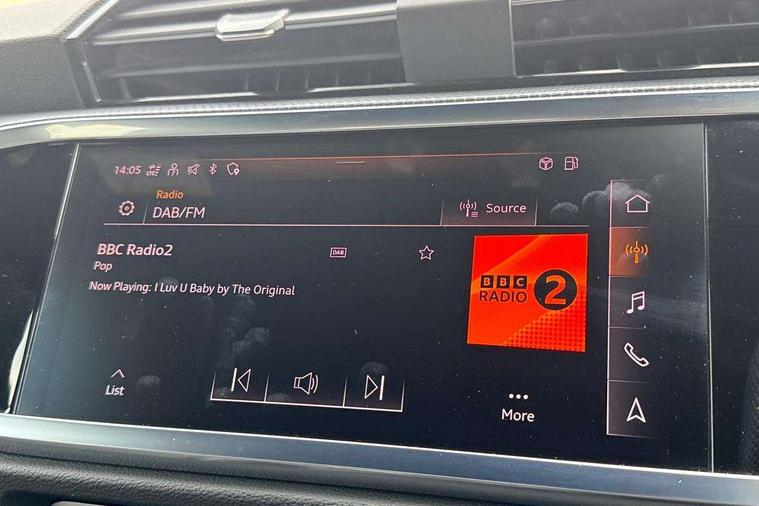 14:05
Radio
DAB/FM
Source
BBC Radio2
DAB
Pop
Now Playing: I Luv U Baby by The Original
BBC
RADIO
2
List
More